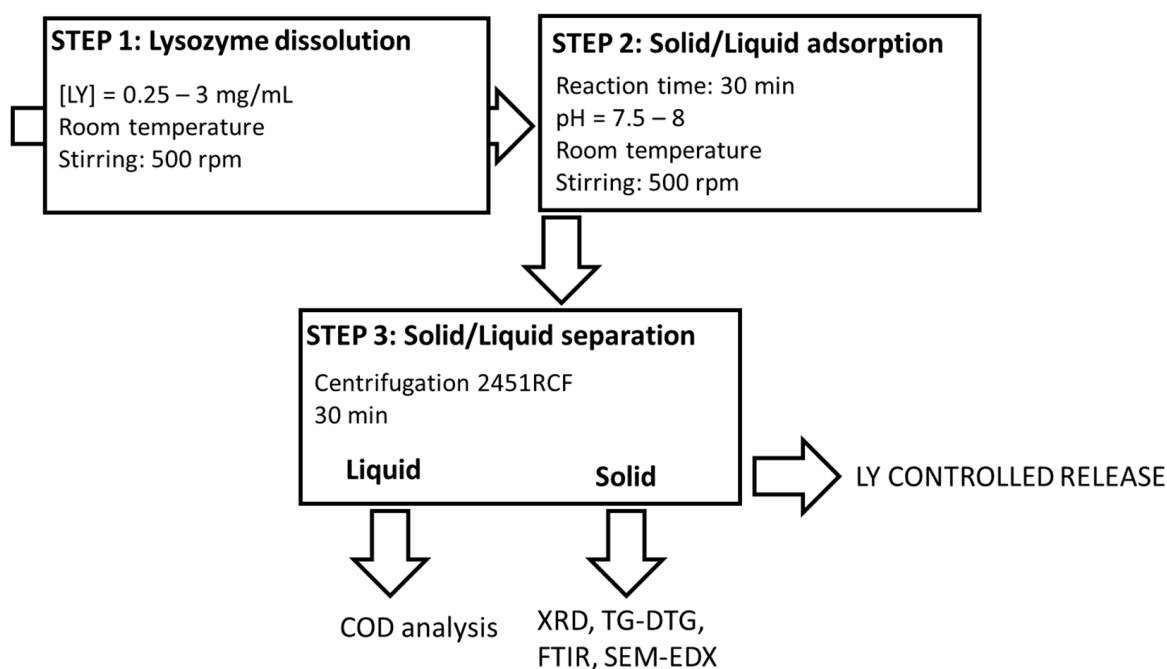 STEP 1: Lysozyme dissolution
[LY] = 0.25 – 3 mg/mL
Room temperature
Stirring: 500 rpm
STEP 2: Solid/Liquid adsorption
Reaction time: 30 min
pH = 7.5 – 8
Room temperature
Stirring: 500 rpm
STEP 3: Solid/Liquid separation
Centrifugation 2451RCF
30 min
Liquid
Solid
LY CONTROLLED RELEASE
COD analysis
XRD, TG-DTG,
FTIR, SEM-EDX